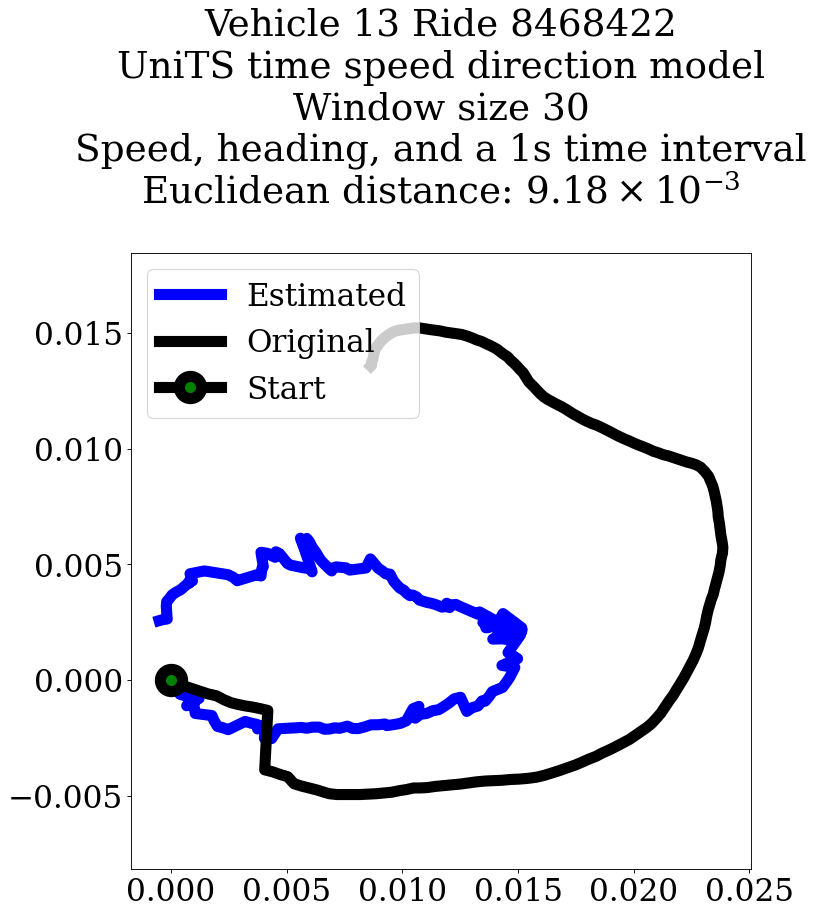 Vehicle 13 Ride 8468422
UniTS time speed direction model
Window size 30
Speed, heading, and a 1s time interval
Euclidean distance: 9.18 × 10⁻³
Estimated
Original
Start
0.015
0.010
0.005
0.000
−0.005
0.000 0.005 0.010 0.015 0.020 0.025